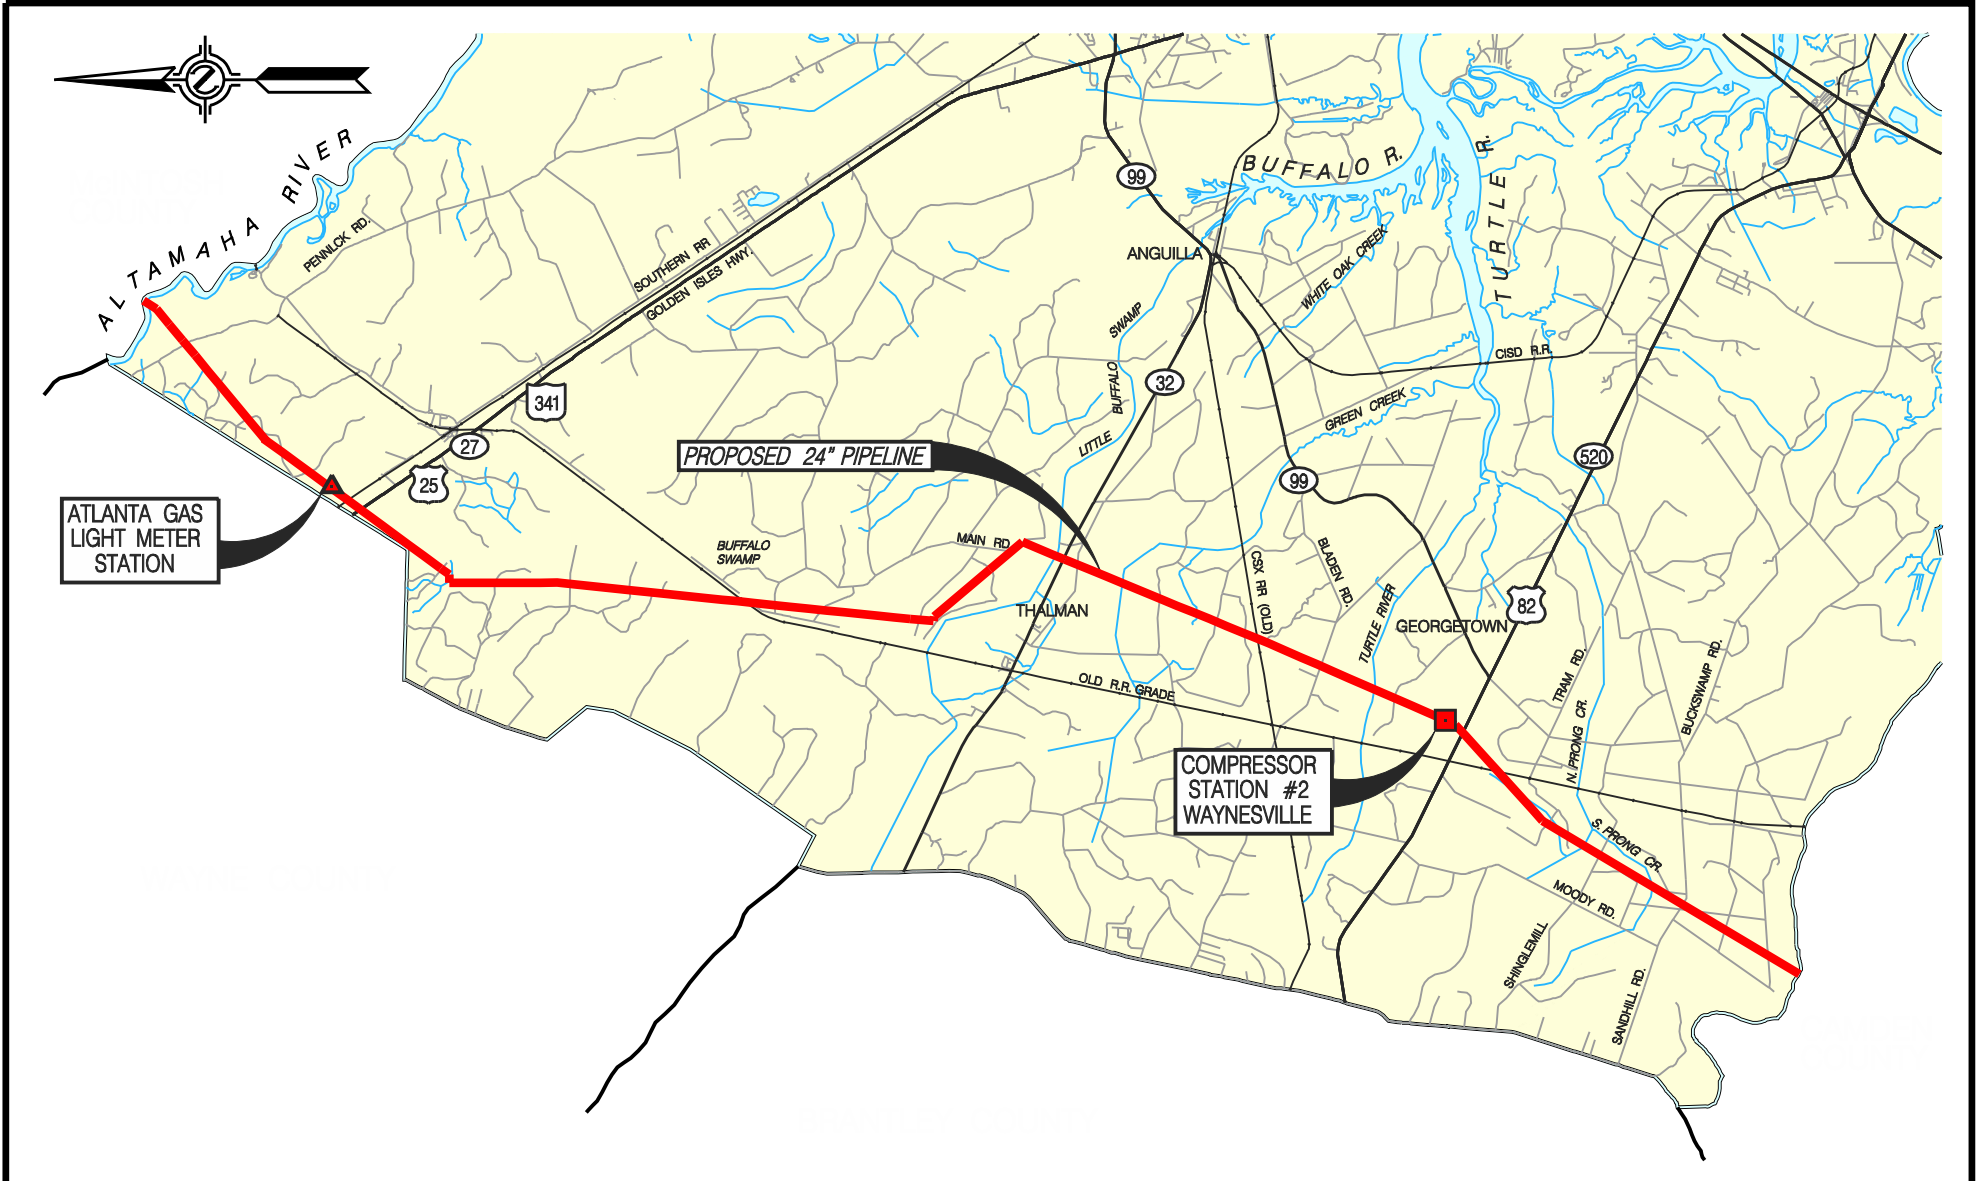 Z
ALTAMAHA RIVER
PENNLCK RD.
SOUTHERN RR
GOLDEN ISLES HWY.
99
BUFFALO R.
TURTLE R.
ANGUILLA
WHITE OAK CREEK
LITTLE BUFFALO SWAMP
CISD R.R.
32
341
GREEN CREEK
27
25
PROPOSED 24" PIPELINE
520
99
ATLANTA GAS
LIGHT METER
STATION
BUFFALO
SWAMP
MAIN RD.
THALMAN
CSX RR (OLD)
BLADEN RD.
TURTLE RIVER
GEORGETOWN
82
TRAM RD.
N. PRONG CR.
BUCKSWAMP RD.
OLD R.R. GRADE
COMPRESSOR
STATION #2
WAYNESVILLE
S. PRONG CR.
MOODY RD.
SHINGLEMILL
SANDHILL RD.